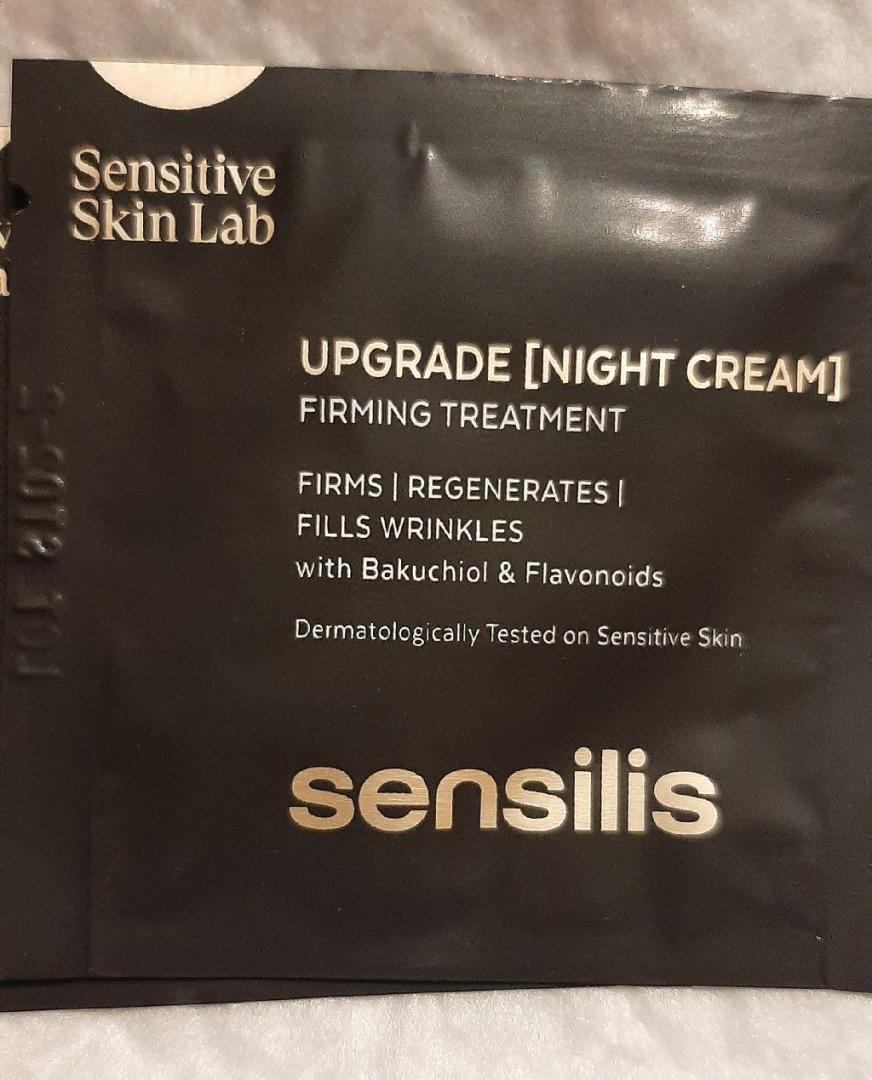 Sensitive
Skin Lab
UPGRADE [NIGHT CREAM]
FIRMING TREATMENT
FIRMS | REGENERATES |
FILLS WRINKLES
with Bakuchiol & Flavonoids
Dermatologically Tested on Sensitive Skin
sensilis